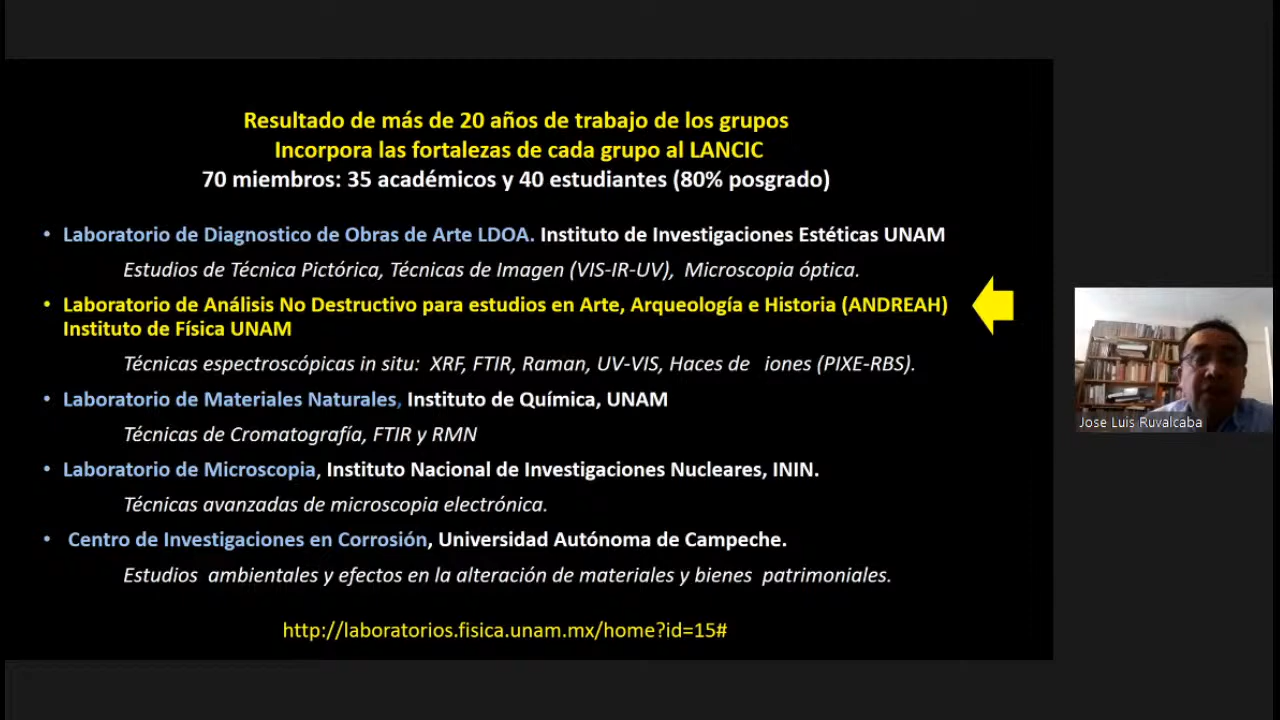 Resultado de más de 20 años de trabajo de los grupos
Incorpora las fortalezas de cada grupo al LANCIC
70 miembros: 35 académicos y 40 estudiantes (80% posgrado)
• Laboratorio de Diagnostico de Obras de Arte LDOA. Instituto de Investigaciones Estéticas UNAM
Estudios de Técnica Pictórica, Técnicas de Imagen (VIS-IR-UV), Microscopia óptica.
• Laboratorio de Análisis No Destructivo para estudios en Arte, Arqueología e Historia (ANDREAH)
Instituto de Física UNAM
Técnicas espectroscópicas in situ: XRF, FTIR, Raman, UV-VIS, Haces de iones (PIXE-RBS).
• Laboratorio de Materiales Naturales, Instituto de Química, UNAM
Técnicas de Cromatografía, FTIR y RMN
• Laboratorio de Microscopia, Instituto Nacional de Investigaciones Nucleares, ININ.
Técnicas avanzadas de microscopia electrónica.
• Centro de Investigaciones en Corrosión, Universidad Autónoma de Campeche.
Estudios ambientales y efectos en la alteración de materiales y bienes patrimoniales.
http://laboratorios.fisica.unam.mx/home?id=15#
Jose Luis Ruvalcaba